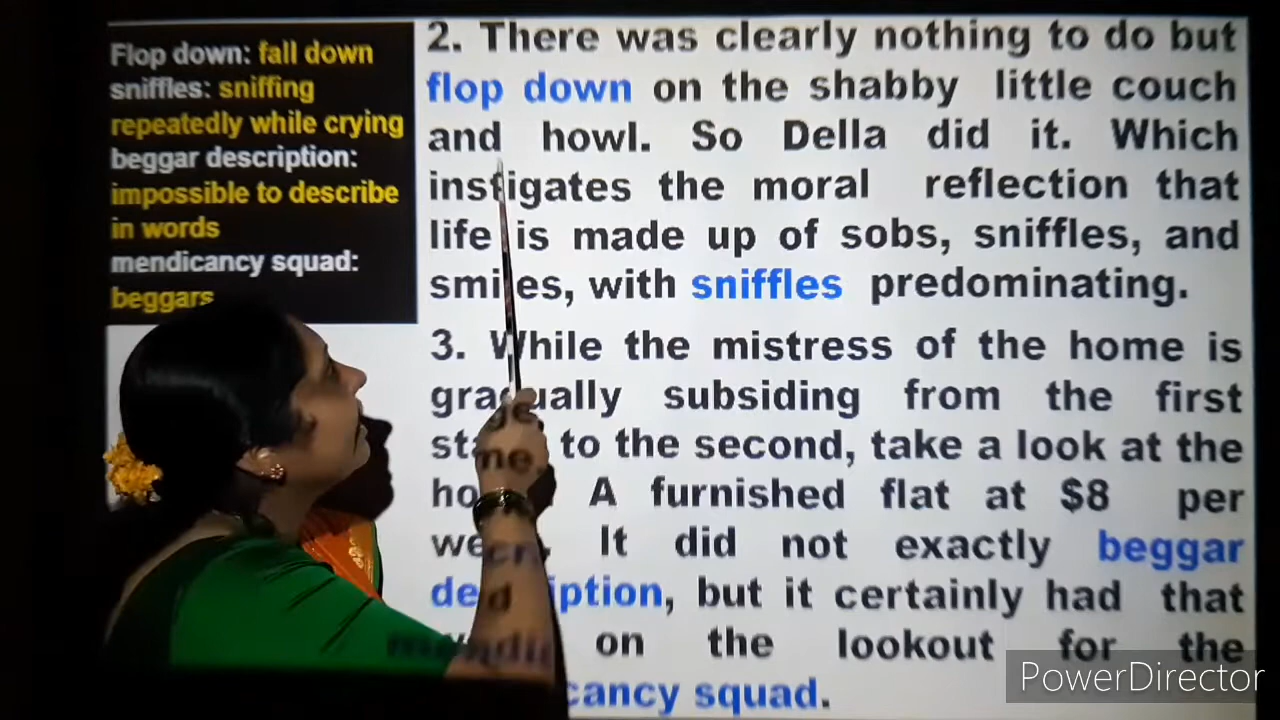 Flop down: fall down
sniffles: sniffing
repeatedly while crying
beggar description:
impossible to describe
in words
mendicancy squad:
beggars
2. There was clearly nothing to do but
flop down on the shabby little couch
and howl. So Della did it. Which
instigates the moral reflection that
life is made up of sobs, sniffles, and
smiles, with sniffles predominating.
3. While the mistress of the home is
gradually subsiding from the first
stage to the second, take a look at the
home. A furnished flat at $8 per
week. It did not exactly beggar
description, but it certainly had that
on the lookout for the
mendicancy squad.
PowerDirector